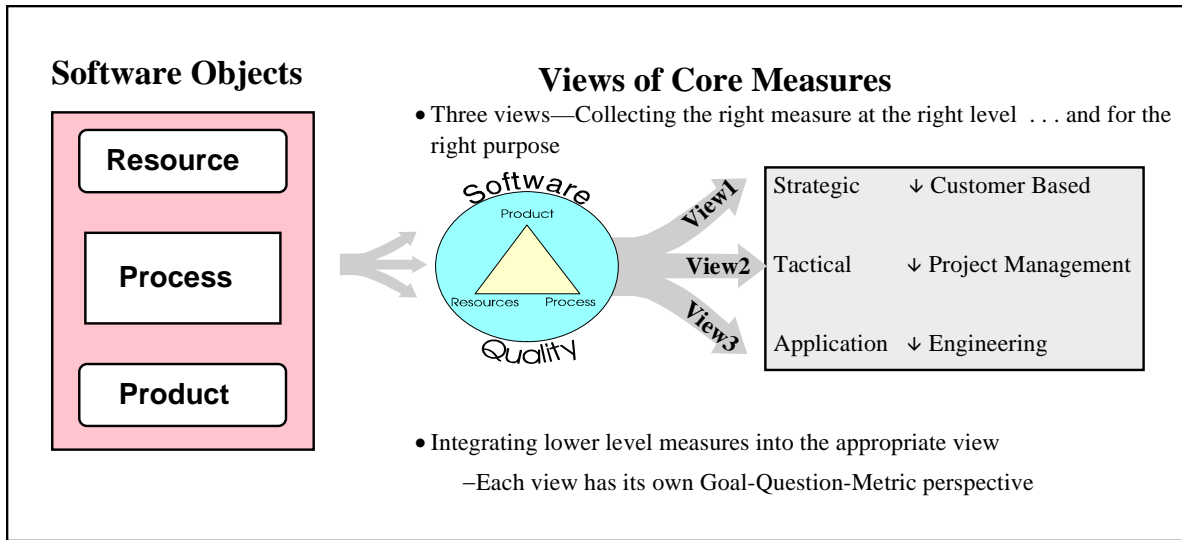 Software Objects
Resource
Process
Product
Views of Core Measures
• Three views—Collecting the right measure at the right level . . . and for the
right purpose
Software
Product
Resources
Process
Quality
View1
View2
View3
Strategic ↓ Customer Based
Tactical ↓ Project Management
Application ↓ Engineering
• Integrating lower level measures into the appropriate view
–Each view has its own Goal-Question-Metric perspective